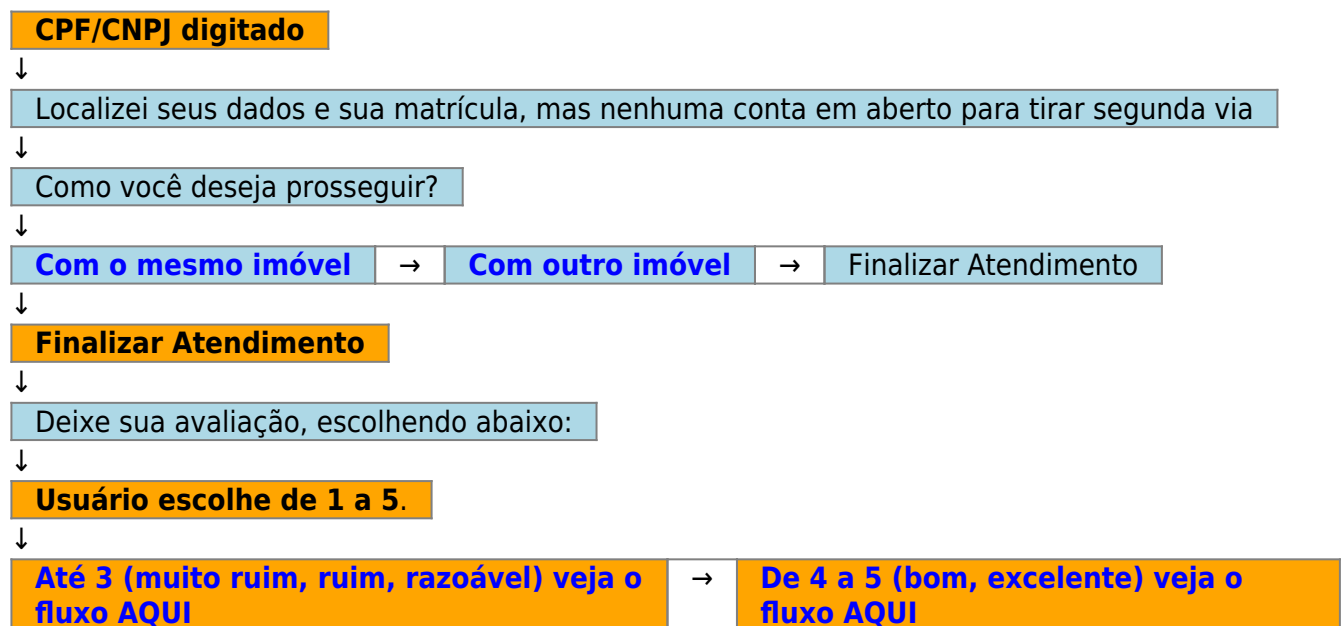 CPF/CNPJ digitado
↓
Localizei seus dados e sua matrícula, mas nenhuma conta em aberto para tirar segunda via
↓
Como você deseja prosseguir?
↓
Com o mesmo imóvel → Com outro imóvel → Finalizar Atendimento
↓
Finalizar Atendimento
↓
Deixe sua avaliação, escolhendo abaixo:
↓
Usuário escolhe de 1 a 5.
↓
Até 3 (muito ruim, ruim, razoável) veja o → De 4 a 5 (bom, excelente) veja o
fluxo AQUI fluxo AQUI